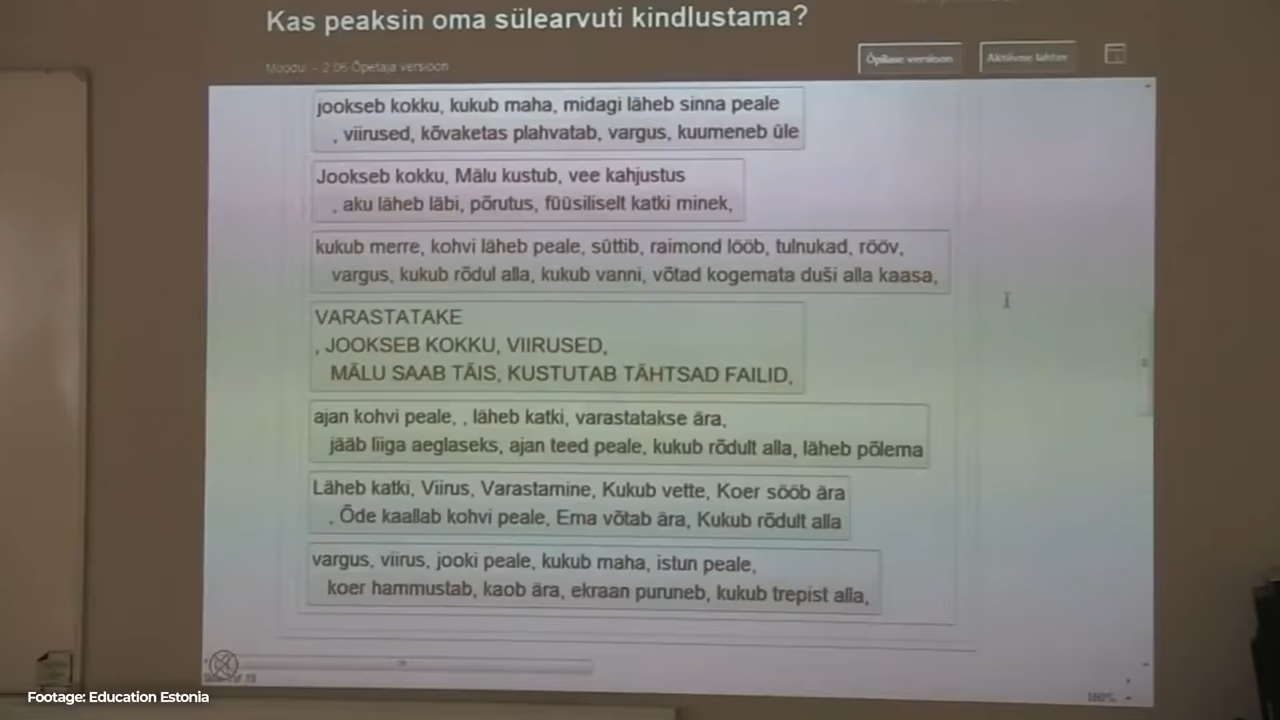 Kas peaksin oma sülearvuti kindlustama?
Moodul - 2.06 Õpetaja versioon
Õpilase versioon
Aktiivne lahter
jookseb kokku, kukub maha, midagi läheb sinna peale
, viirused, kõvaketas plahvatab, vargus, kuumeneb üle
Jookseb kokku, Mälu kustub, vee kahjustus
, aku läheb läbi, põrutus, füüsiliselt katki minek,
kukub merre, kohvi läheb peale, süttib, raimond lööb, tulnukad, rööv,
vargus, kukub rõdul alla, kukub vanni, võtad kogemata duši alla kaasa,
VARASTATAKE
, JOOKSEB KOKKU, VIIRUSED,
MÄLU SAAB TÄIS, KUSTUTAB TÄHTSAD FAILID,
ajan kohvi peale, , läheb katki, varastatakse ära,
jääb liiga aeglaseks, ajan teed peale, kukub rõdult alla, läheb põlema
Läheb katki, Viirus, Varastamine, Kukub vette, Koer sööb ära
, Õde kaallab kohvi peale, Ema võtab ära, Kukub rõdult alla
vargus, viirus, jooki peale, kukub maha, istun peale,
koer hammustab, kaob ära, ekraan puruneb, kukub trepist alla,
160%
Footage: Education Estonia